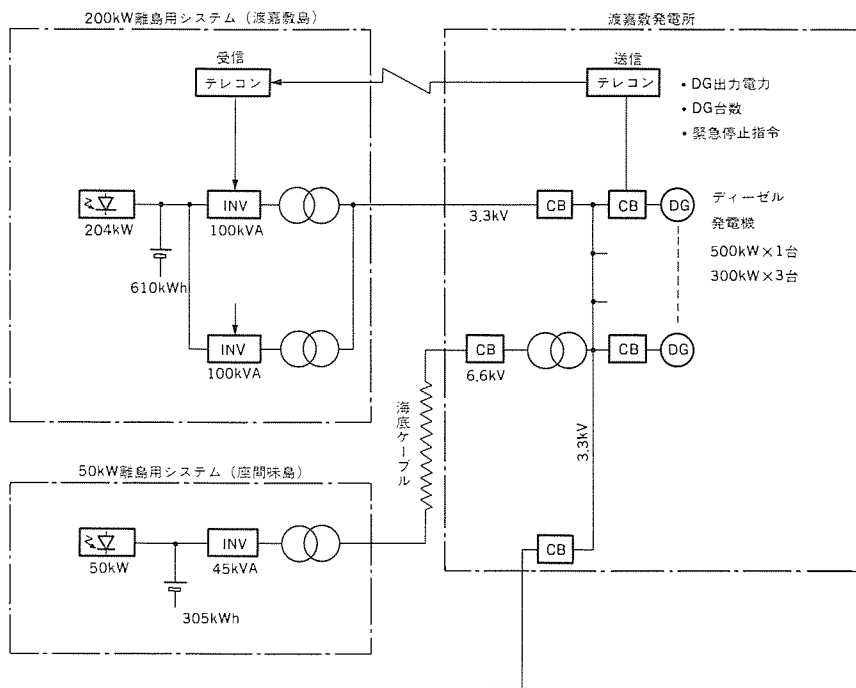 200kW離島用システム（渡嘉敷島）
受信
テレコン
204kW
610kWh
INV
100kVA
INV
100kVA
渡嘉敷発電所
送信
テレコン
• DG出力電力
• DG台数
• 緊急停止指令
3.3kV
CB
CB
DG
ディーゼル
発電機
500kW×1台
300kW×3台
CB
6.6kV
CB
DG
海底ケーブル
3.3kV
CB
50kW離島用システム（座間味島）
50kW
305kWh
INV
45kVA